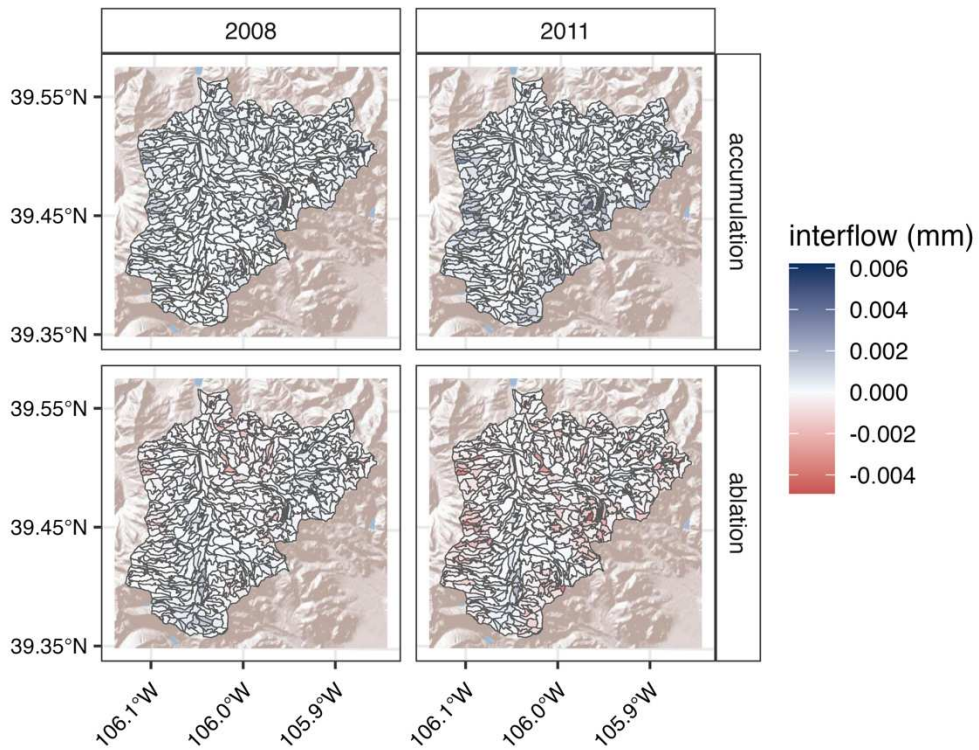 2008
2011
39.55°N
39.45°N
39.35°N
accumulation
39.55°N
39.45°N
39.35°N
ablation
106.1°W
106.0°W
105.9°W
106.1°W
106.0°W
105.9°W
interflow (mm)
0.006
0.004
0.002
0.000
-0.002
-0.004